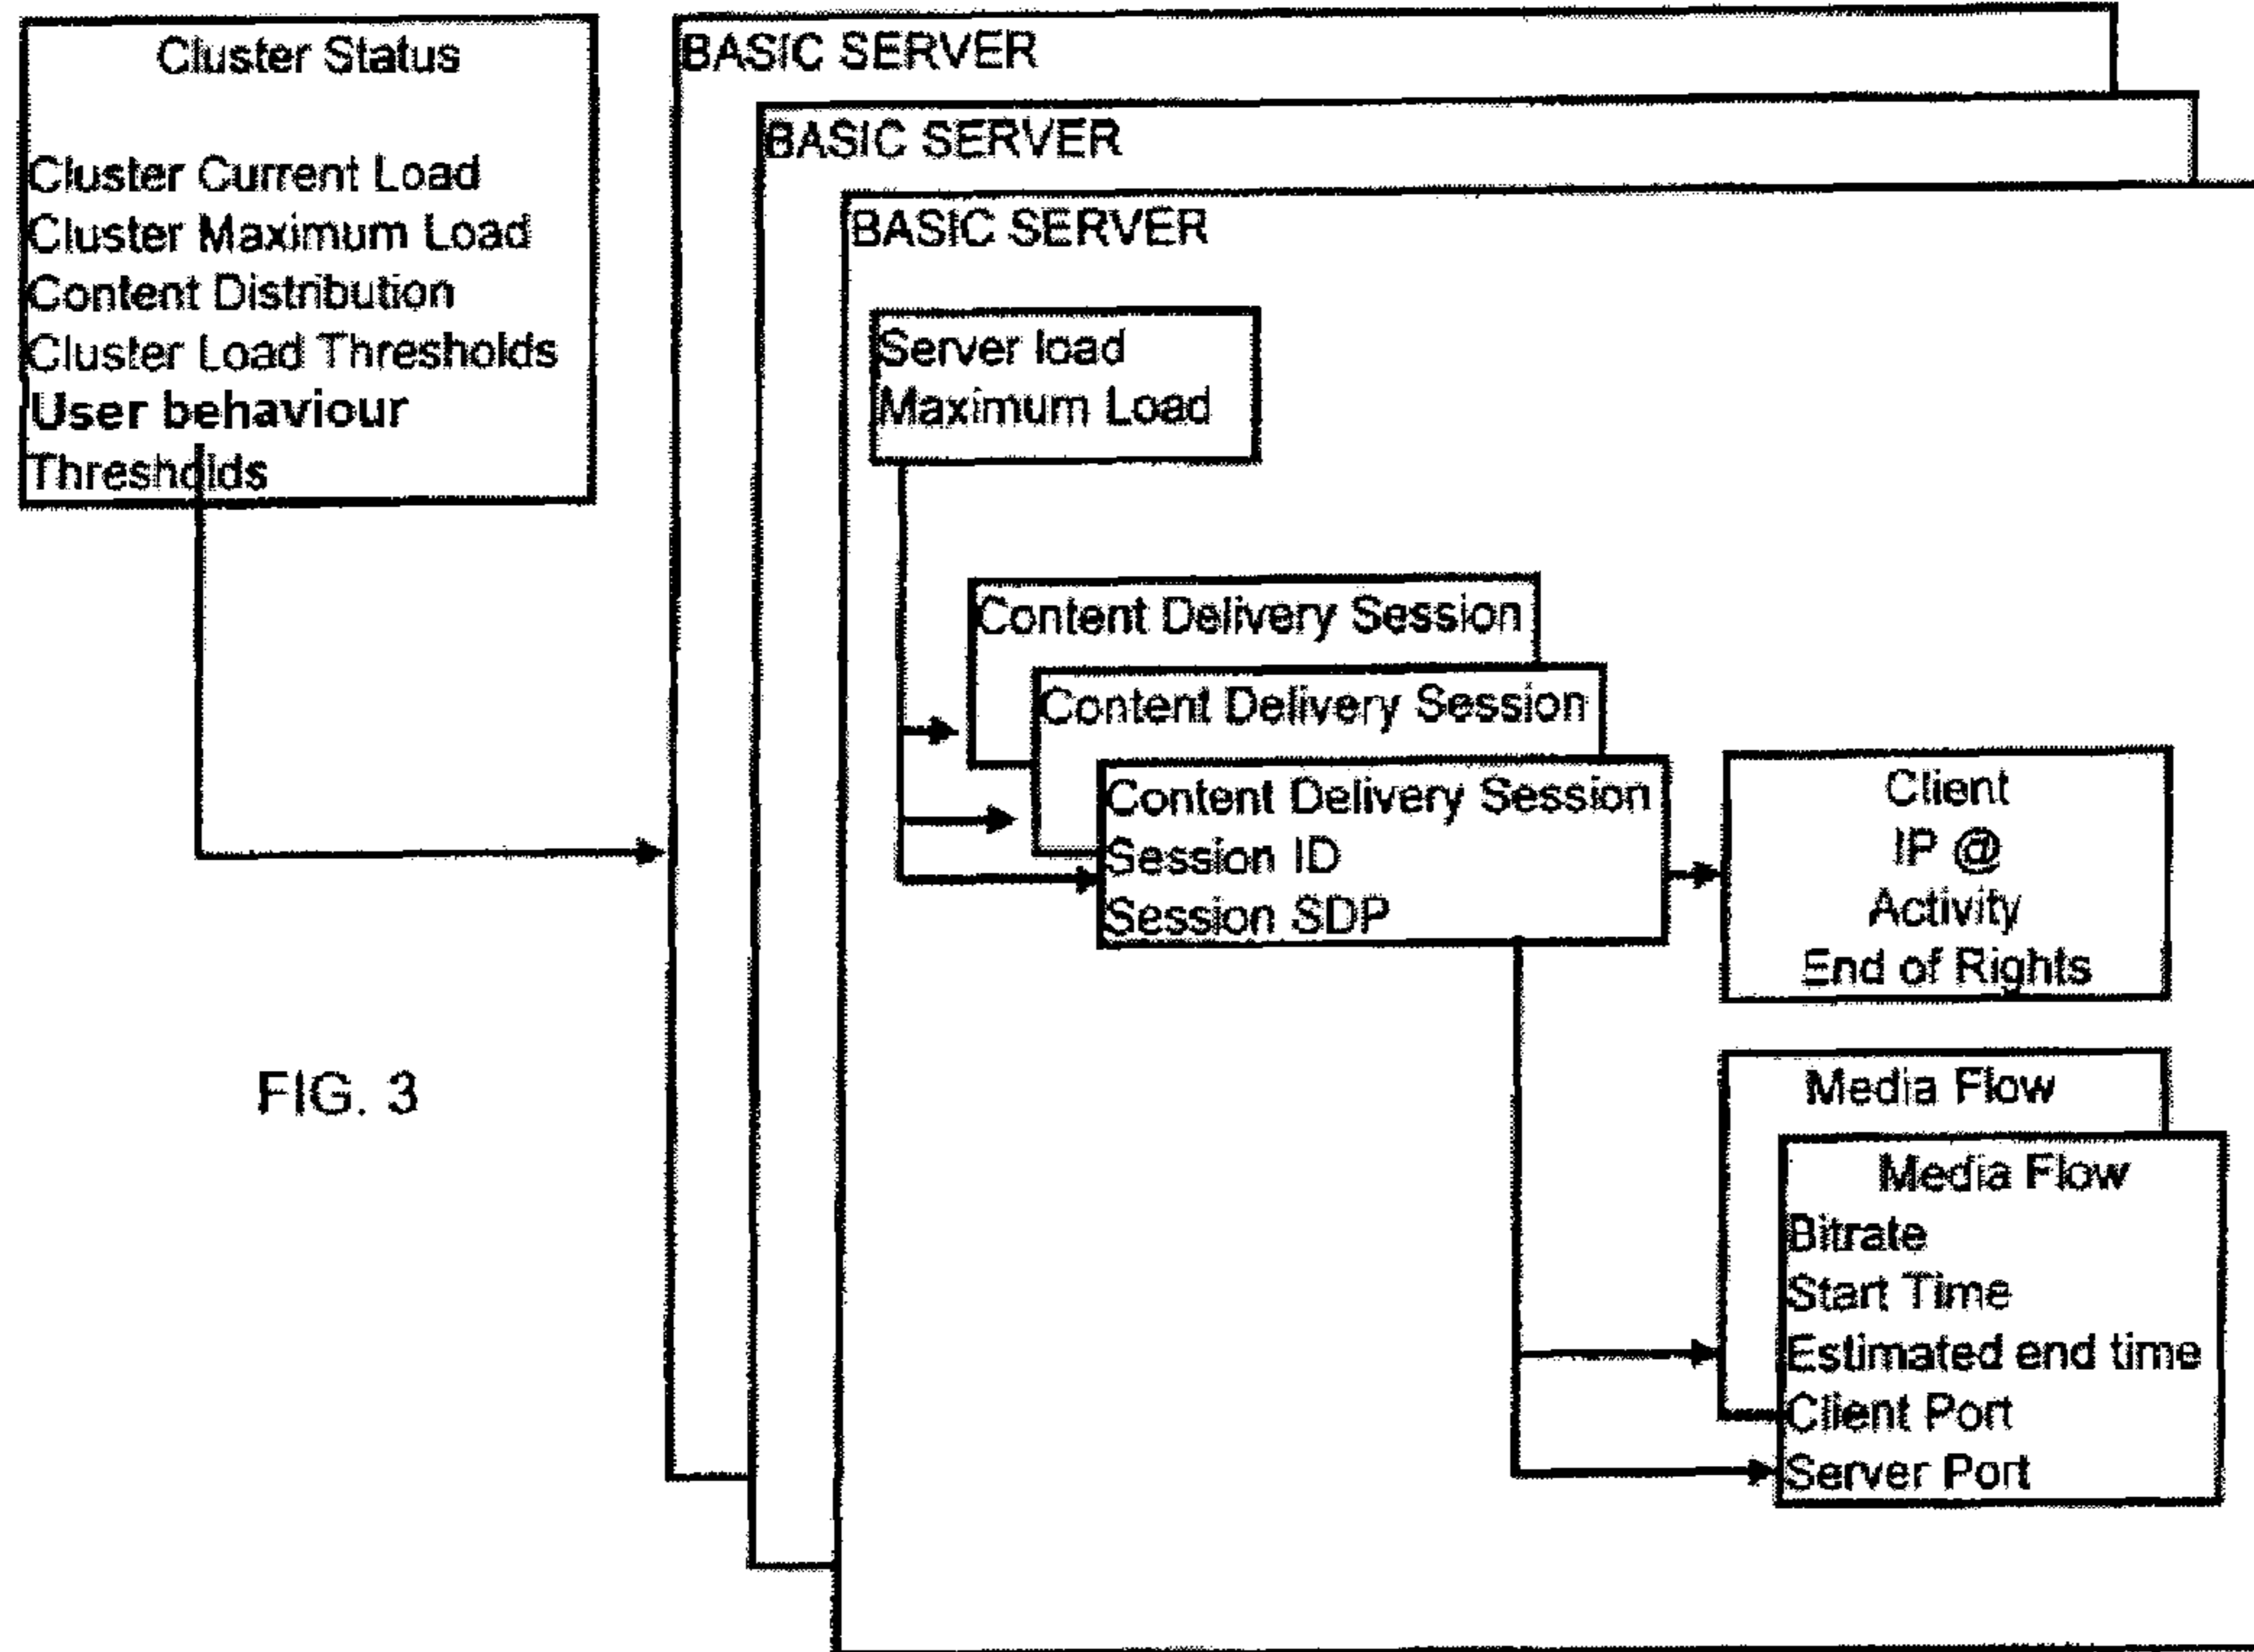 Cluster Status
Cluster Current Load
Cluster Maximum Load
Content Distribution
Cluster Load Thresholds
User behaviour
Thresholds
BASIC SERVER
BASIC SERVER
BASIC SERVER
Server load
Maximum Load
Content Delivery Session
Content Delivery Session
Content Delivery Session
Session ID
Session SDP
Client
IP @
Activity
End of Rights
Media Flow
Media Flow
Bitrate
Start Time
Estimated end time
Client Port
Server Port
FIG. 3